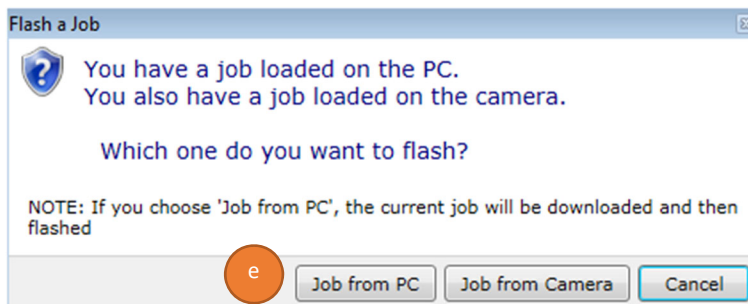 Flash a Job
You have a job loaded on the PC.
You also have a job loaded on the camera.
Which one do you want to flash?
NOTE: If you choose 'Job from PC', the current job will be downloaded and then
flashed
e
Job from PC Job from Camera Cancel